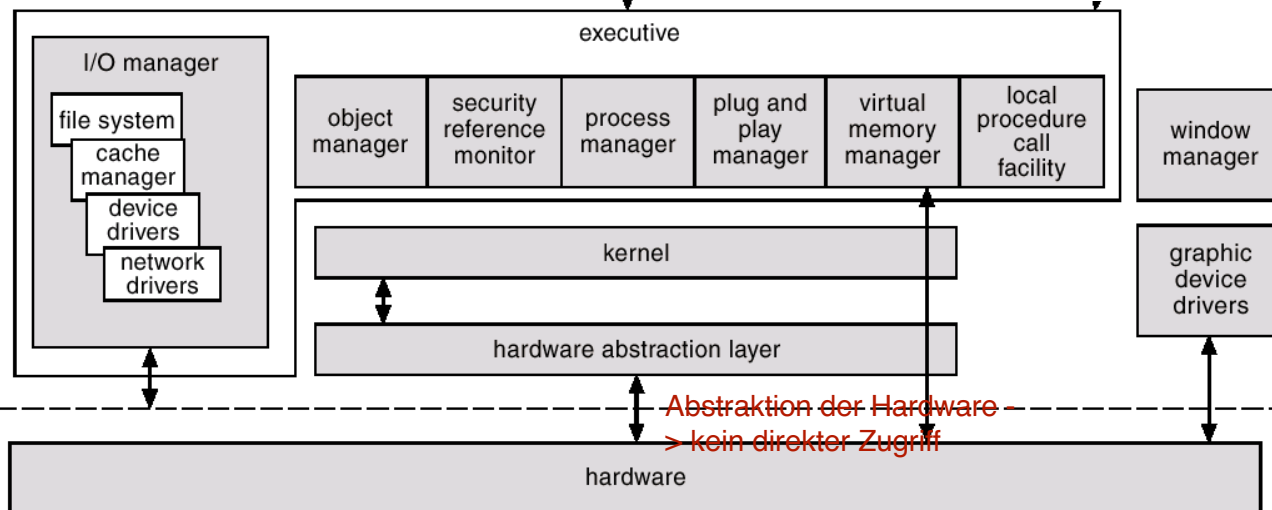 executive
I/O manager
file system
cache
manager
device
drivers
network
drivers
object
manager
security
reference
monitor
process
manager
plug and
play
manager
virtual
memory
manager
local
procedure
call
facility
window
manager
kernel
graphic
device
drivers
hardware abstraction layer
Abstraktion der Hardware -
> kein direkter Zugriff
hardware